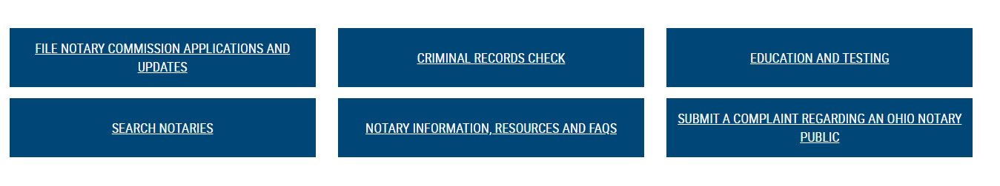 FILE NOTARY COMMISSION APPLICATIONS AND
UPDATES
CRIMINAL RECORDS CHECK
EDUCATION AND TESTING
SEARCH NOTARIES
NOTARY INFORMATION, RESOURCES AND FAQS
SUBMIT A COMPLAINT REGARDING AN OHIO NOTARY
PUBLIC